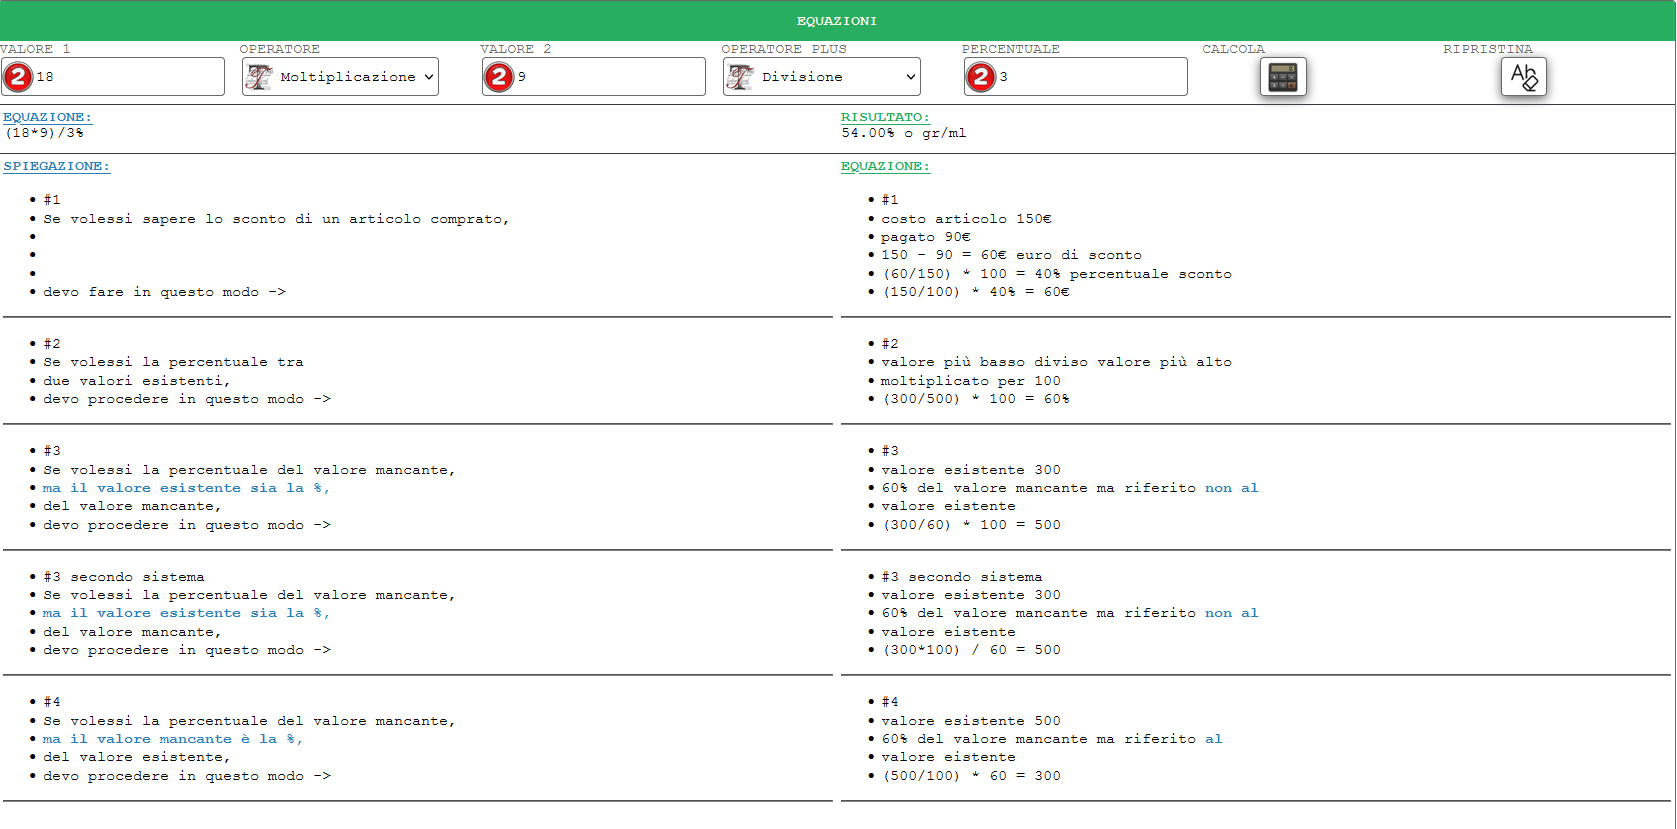 EQUAZIONI
VALORE 1 OPERATORE VALORE 2 OPERATORE PLUS PERCENTUALE CALCOLA RIPRISTINA
2 18 Moltiplicazione 2 9 Divisione 2 3 Ab
EQUAZIONE:
(18*9)/3%
RISULTATO:
54.00% o gr/ml
SPIEGAZIONE:
#1
Se volessi sapere lo sconto di un articolo comprato,
devo fare in questo modo ->
#2
Se volessi la percentuale tra
due valori esistenti,
devo procedere in questo modo ->
#3
Se volessi la percentuale del valore mancante,
ma il valore esistente sia la %,
del valore mancante,
devo procedere in questo modo ->
#3 secondo sistema
Se volessi la percentuale del valore mancante,
ma il valore esistente sia la %,
del valore mancante,
devo procedere in questo modo ->
#4
Se volessi la percentuale del valore mancante,
ma il valore mancante è la %,
del valore esistente,
devo procedere in questo modo ->
EQUAZIONE:
#1
costo articolo 150€
pagato 90€
150 - 90 = 60€ euro di sconto
(60/150) * 100 = 40% percentuale sconto
(150/100) * 40% = 60€
#2
valore più basso diviso valore più alto
moltiplicato per 100
(300/500) * 100 = 60%
#3
valore esistente 300
60% del valore mancante ma riferito non al
valore eistente
(300/60) * 100 = 500
#3 secondo sistema
valore esistente 300
60% del valore mancante ma riferito non al
valore eistente
(300*100) / 60 = 500
#4
valore esistente 500
60% del valore mancante ma riferito al
valore eistente
(500/100) * 60 = 300